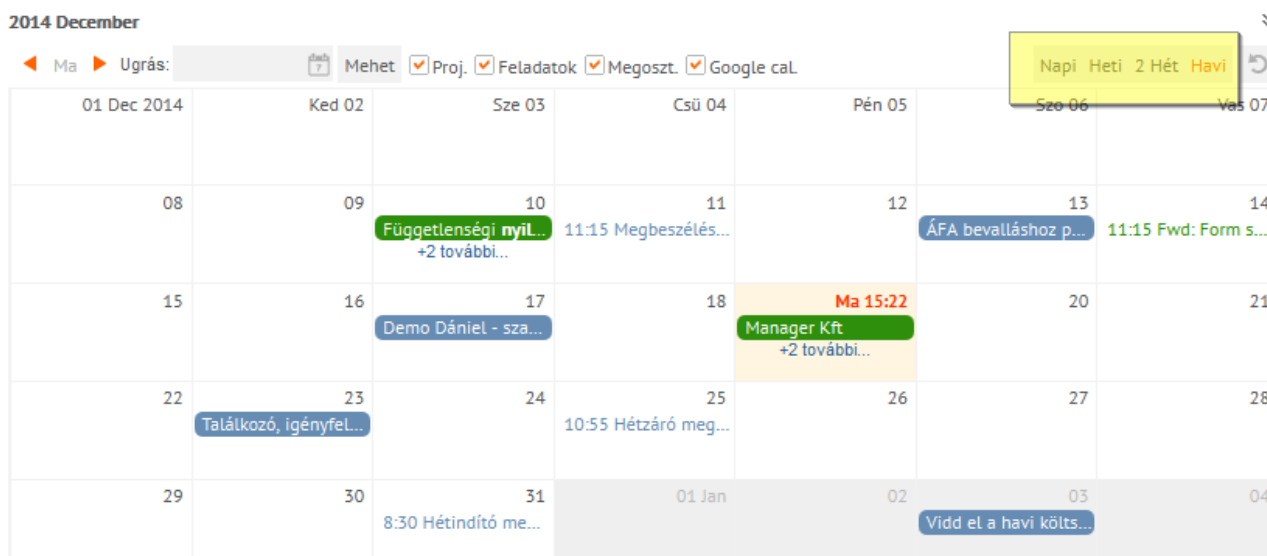 2014 December
Ma Ugrás: 7 Mehet Proj. Feladatok Megoszt. Google cal. Napi Heti 2 Hét Havi
01 Dec 2014 Ked 02 Sze 03 Csü 04 Pén 05 Szo 06 Vas 07
08 09 10 11 12 13 14
Függetlenségi nyil... 11:15 Megbeszélés... ÁFA bevalláshoz p... 11:15 Fwd: Form s...
+2 további...
15 16 17 18 Ma 15:22 20 21
Demo Dániel - sza... Manager Kft
+2 további...
22 23 24 25 26 27 28
Találkozó, igényfel... 10:55 Hétzáró meg...
29 30 31 01 Jan 02 03 04
8:30 Hétindító me... Vidd el a havi költs...